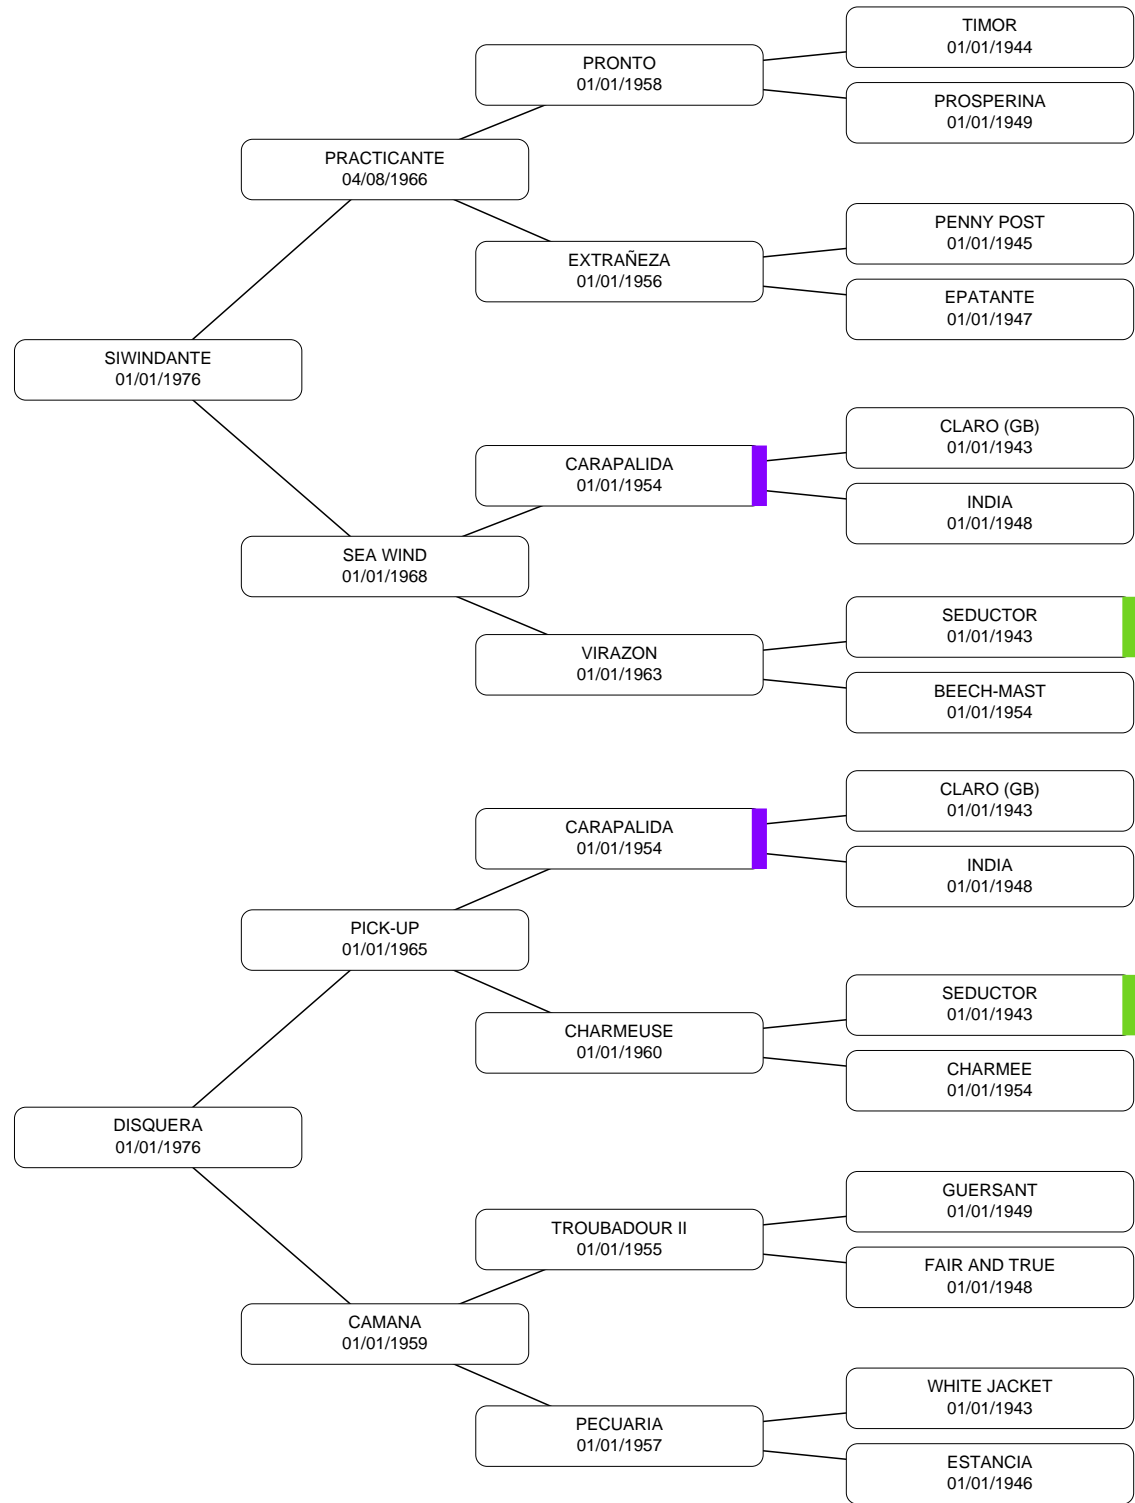 TIMOR
01/01/1944
PRONTO
01/01/1958
PROSPERINA
01/01/1949
PRACTICANTE
04/08/1966
PENNY POST
01/01/1945
EXTRAÑEZA
01/01/1956
EPATANTE
01/01/1947
SIWINDANTE
01/01/1976
CLARO (GB)
01/01/1943
CARAPALIDA
01/01/1954
INDIA
01/01/1948
SEA WIND
01/01/1968
SEDUCTOR
01/01/1943
VIRAZON
01/01/1963
BEECH-MAST
01/01/1954
CLARO (GB)
01/01/1943
CARAPALIDA
01/01/1954
INDIA
01/01/1948
PICK-UP
01/01/1965
SEDUCTOR
01/01/1943
CHARMEUSE
01/01/1960
CHARMEE
01/01/1954
DISQUERA
01/01/1976
GUERSANT
01/01/1949
TROUBADOUR II
01/01/1955
FAIR AND TRUE
01/01/1948
CAMANA
01/01/1959
WHITE JACKET
01/01/1943
PECUARIA
01/01/1957
ESTANCIA
01/01/1946